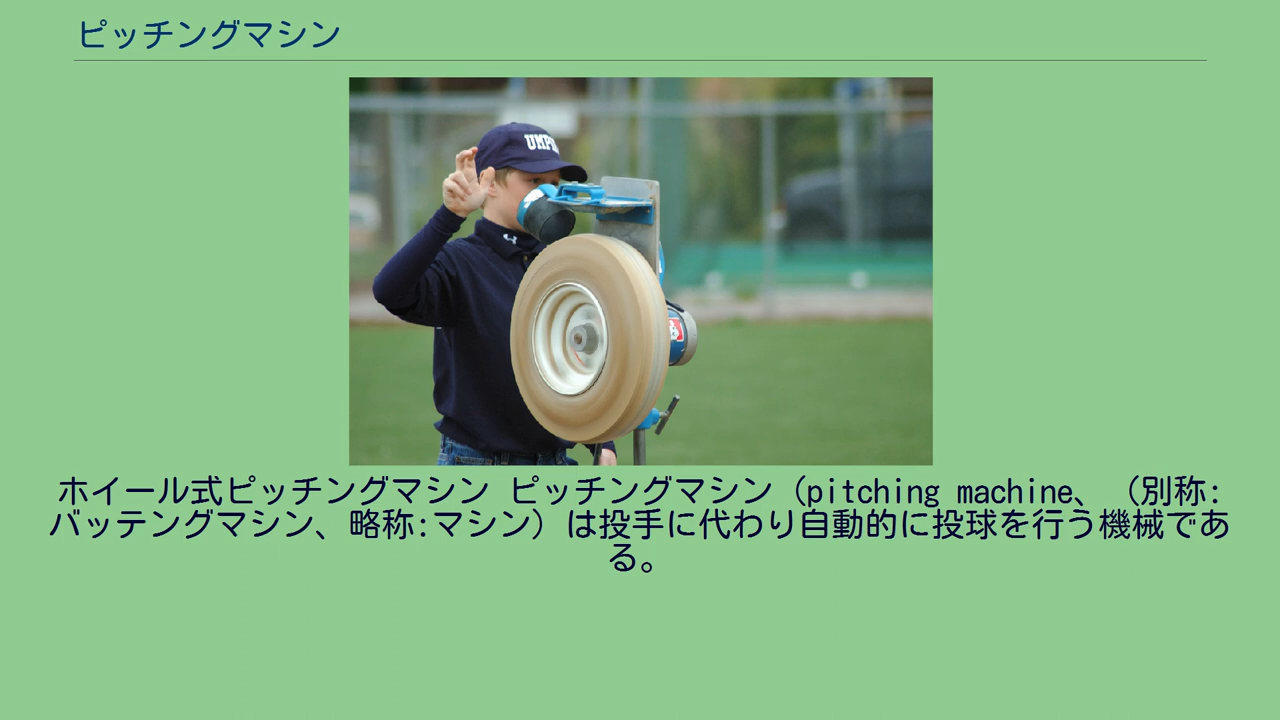 ピッチングマシン
UMPI
ホイール式ピッチングマシン ピッチングマシン（pitching machine、（別称:
バッテングマシン、略称:マシン）は投手に代わり自動的に投球を行う機械であ
る。